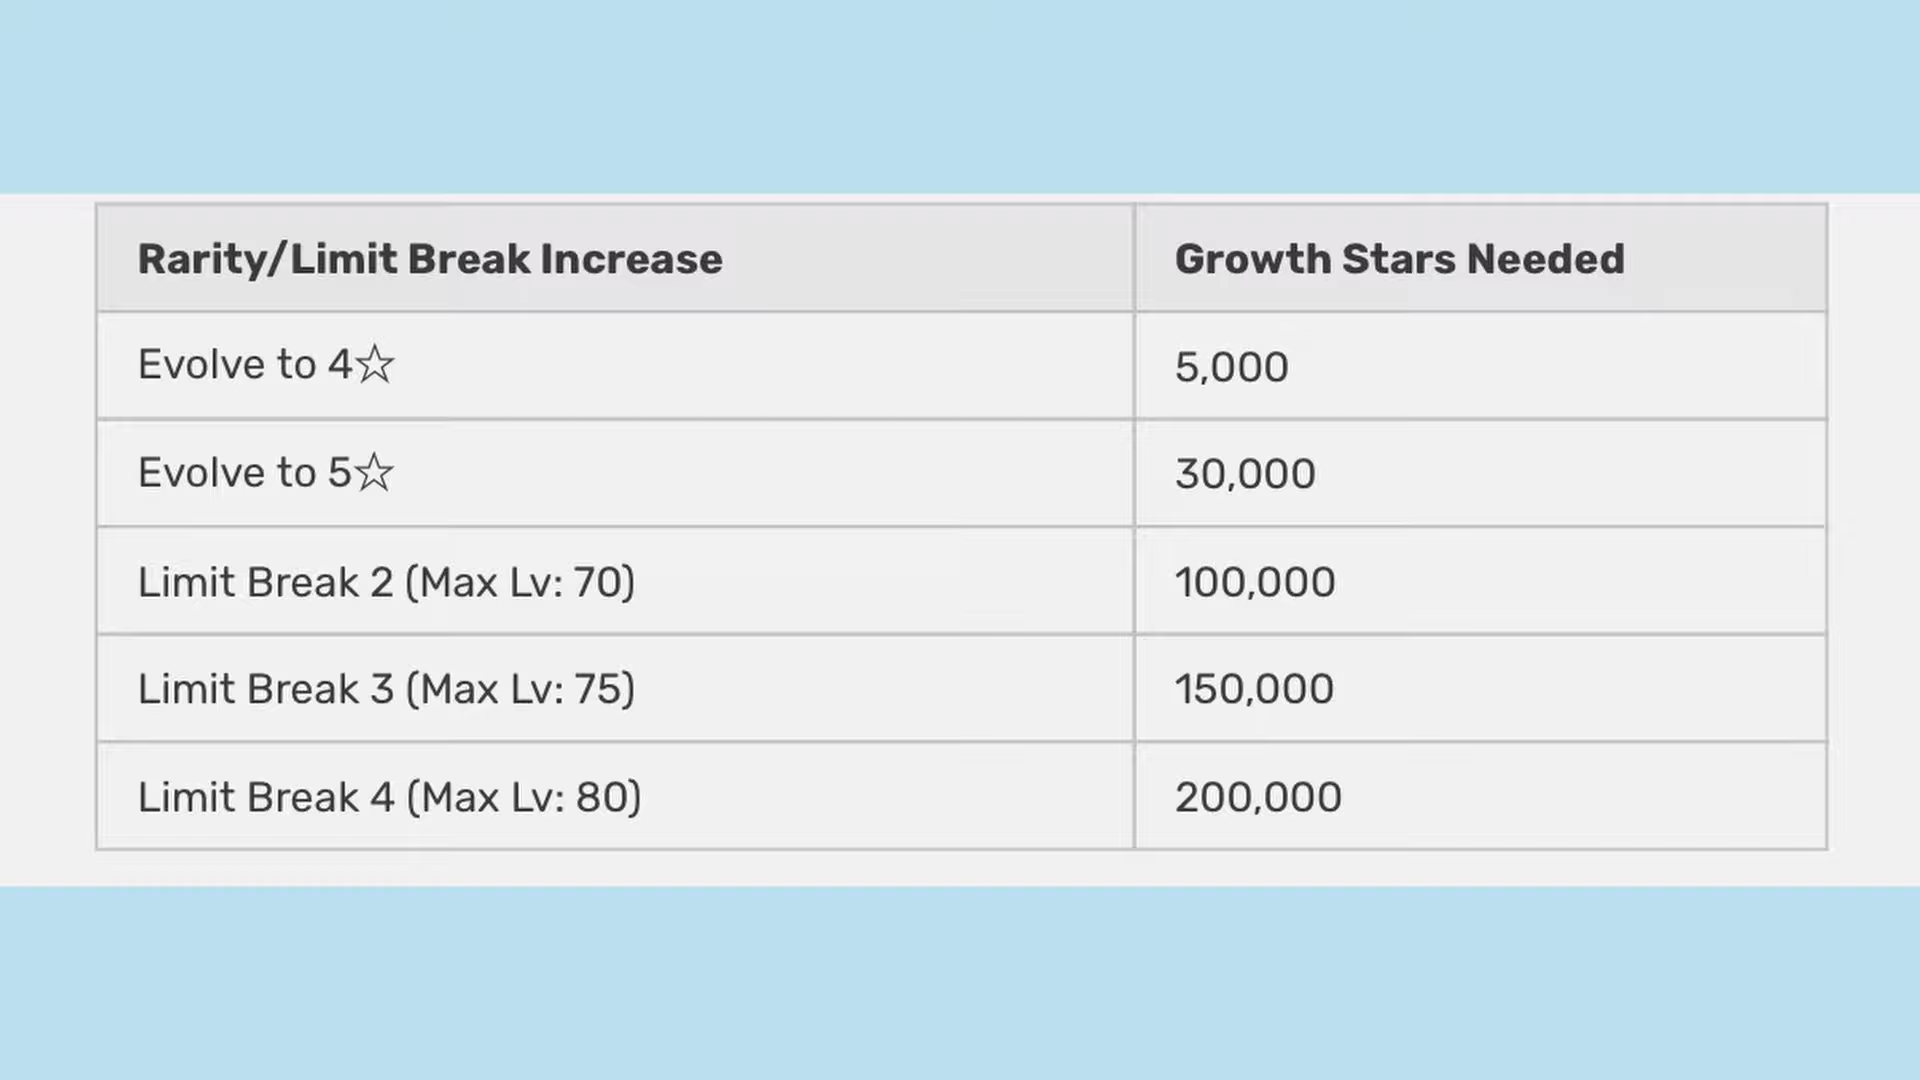 Rarity/Limit Break Increase Growth Stars Needed
Evolve to 4☆ 5,000
Evolve to 5☆ 30,000
Limit Break 2 (Max Lv: 70) 100,000
Limit Break 3 (Max Lv: 75) 150,000
Limit Break 4 (Max Lv: 80) 200,000